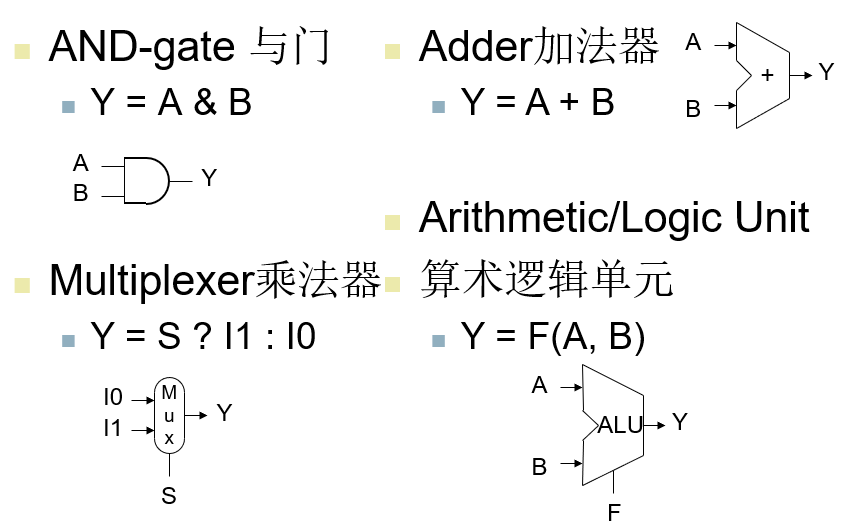 AND-gate 与门
Y = A & B
A
B
Y
Multiplexer乘法器
Y = S ? I1 : I0
I0
I1
M
u
x
Y
S
Adder加法器
Y = A + B
A
B
+
Y
Arithmetic/Logic Unit
算术逻辑单元
Y = F(A, B)
A
B
ALU
Y
F